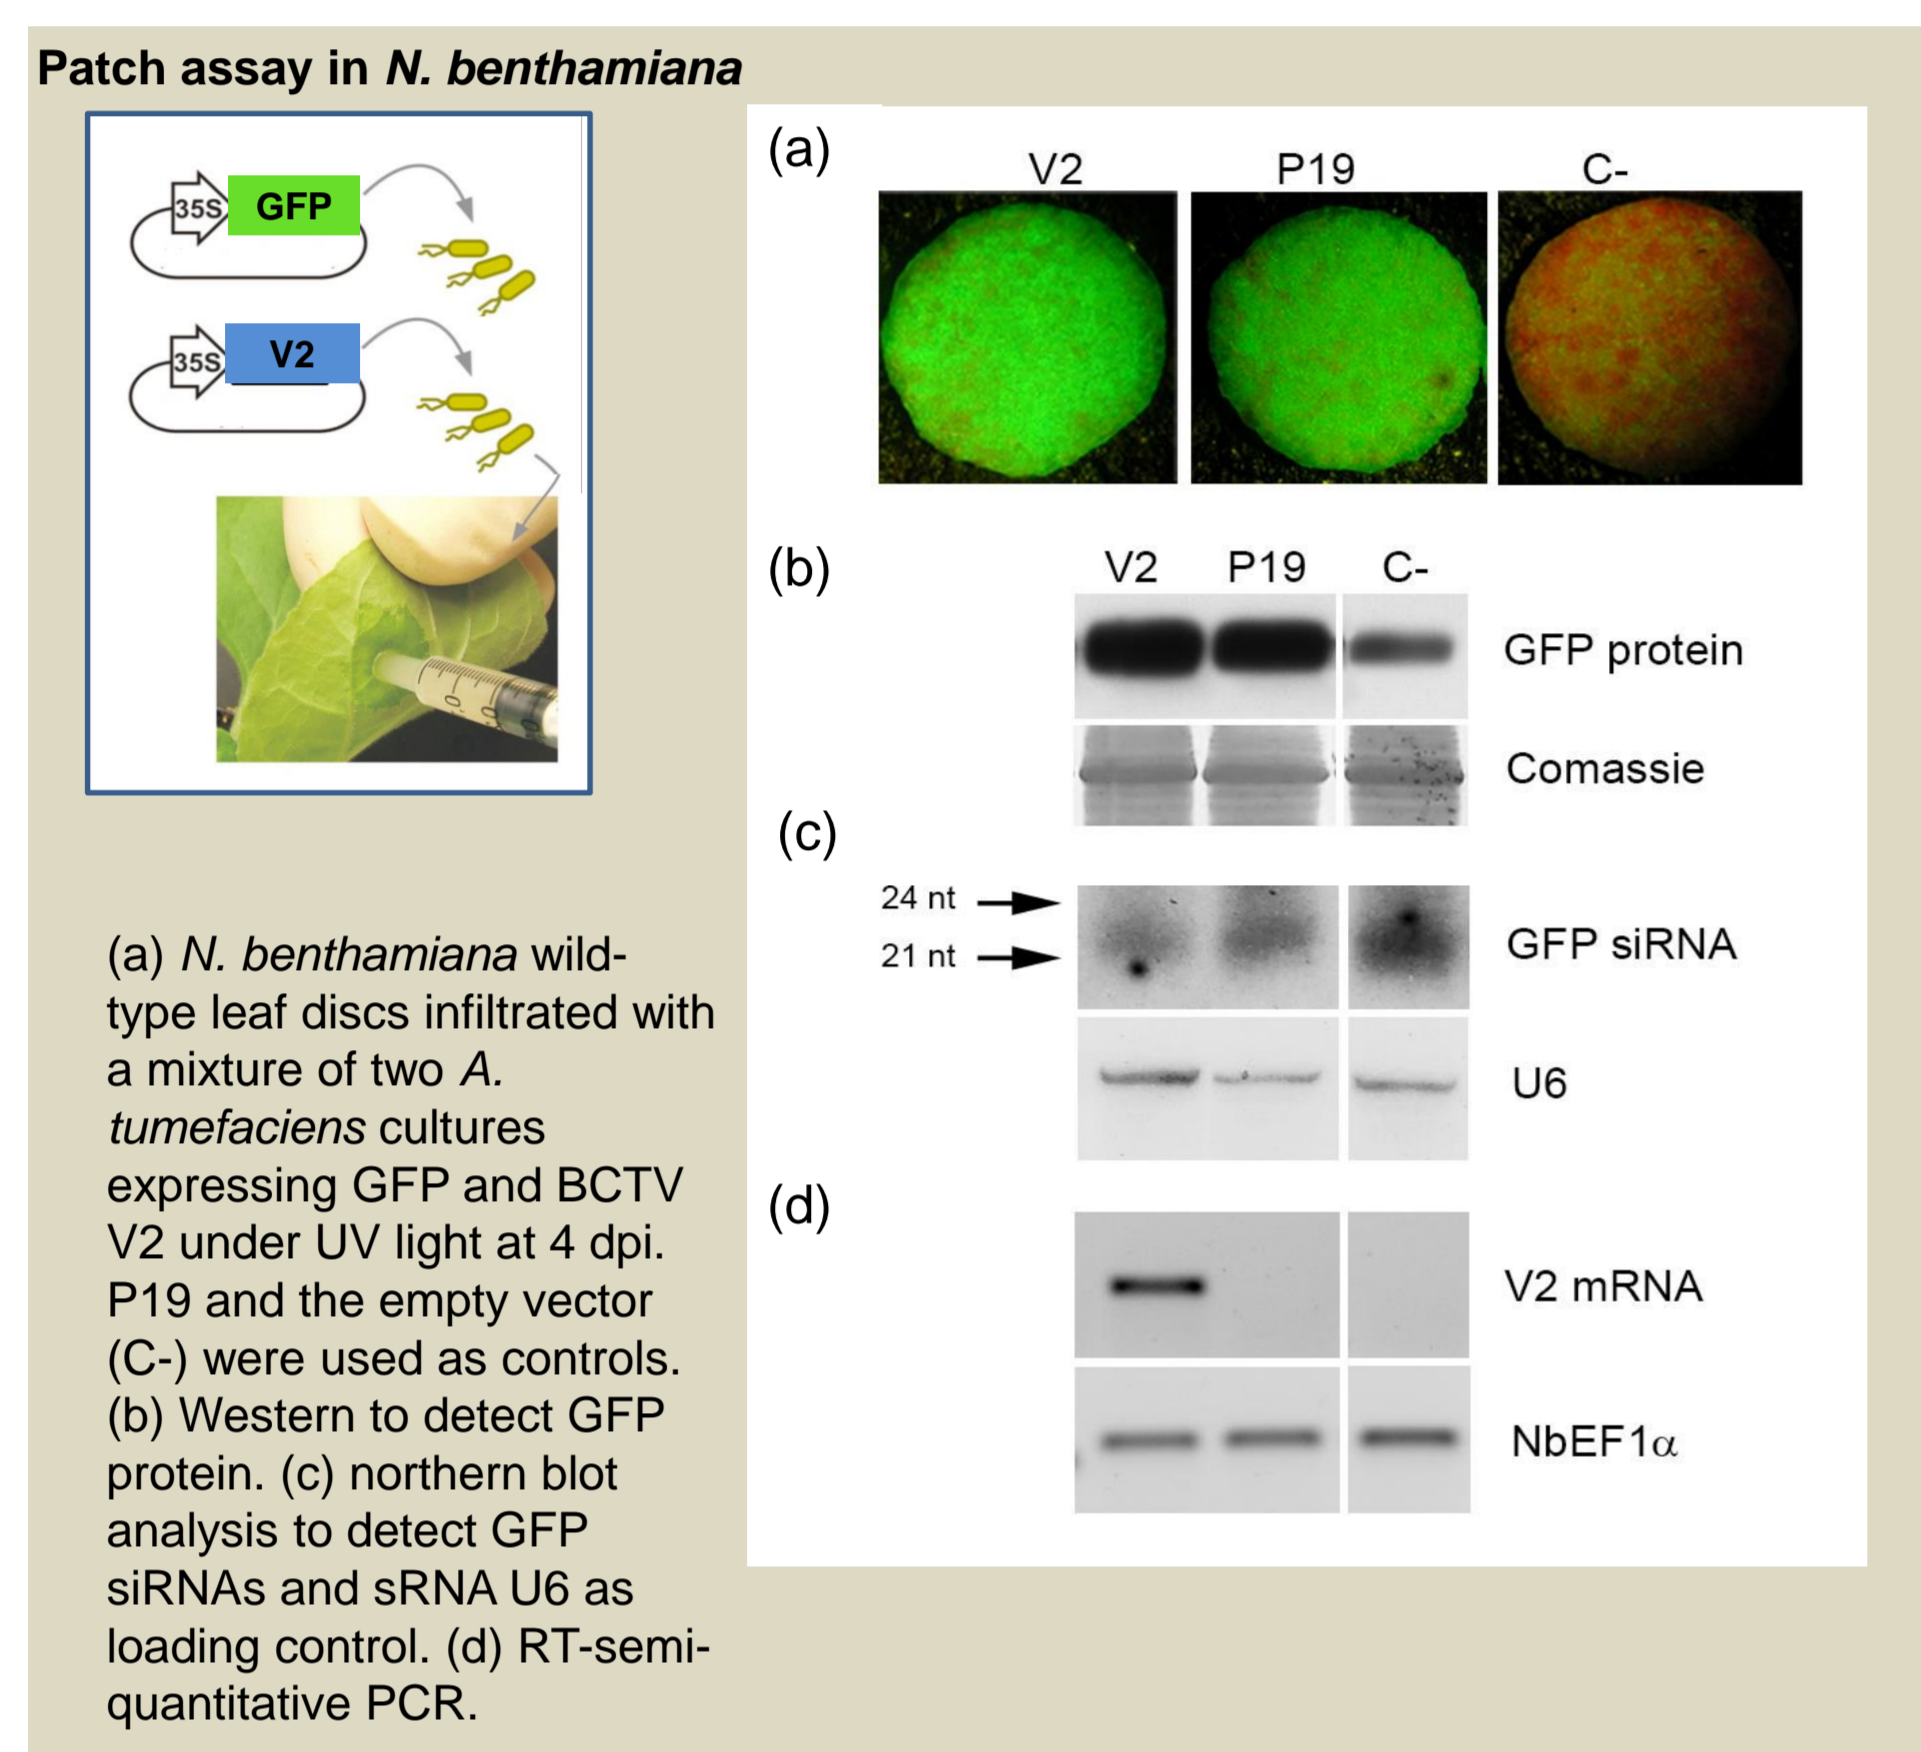 Patch assay in N. benthamiana
35S GFP
35S V2
(a) N. benthamiana wild-
type leaf discs infiltrated with
a mixture of two A.
tumefaciens cultures
expressing GFP and BCTV
V2 under UV light at 4 dpi.
P19 and the empty vector
(C-) were used as controls.
(b) Western to detect GFP
protein. (c) northern blot
analysis to detect GFP
siRNAs and sRNA U6 as
loading control. (d) RT-semi-
quantitative PCR.
(a)
V2 P19 C-
(b)
V2 P19 C-
GFP protein
Comassie
(c)
24 nt
21 nt
GFP siRNA
U6
(d)
V2 mRNA
NbEF1α